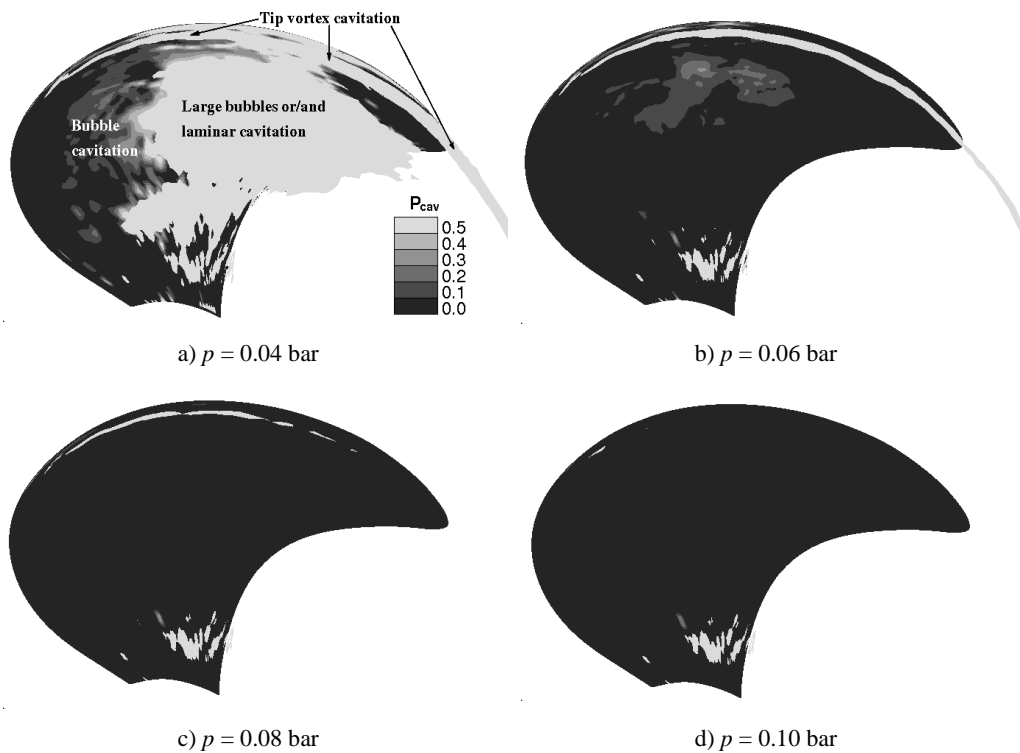 Tip vortex cavitation
Large bubbles or/and
laminar cavitation
Bubble
cavitation
Pcav
0.5
0.4
0.3
0.2
0.1
0.0
a) p = 0.04 bar
b) p = 0.06 bar
c) p = 0.08 bar
d) p = 0.10 bar